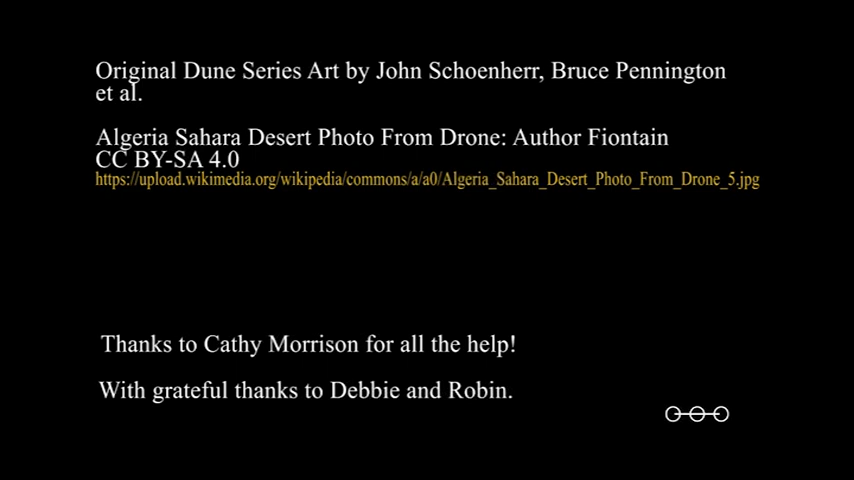 Original Dune Series Art by John Schoenherr, Bruce Pennington
et al.
Algeria Sahara Desert Photo From Drone: Author Fiontain
CC BY-SA 4.0
https://upload.wikimedia.org/wikipedia/commons/a/a0/Algeria_Sahara_Desert_Photo_From_Drone_5.jpg
Thanks to Cathy Morrison for all the help!
With grateful thanks to Debbie and Robin.